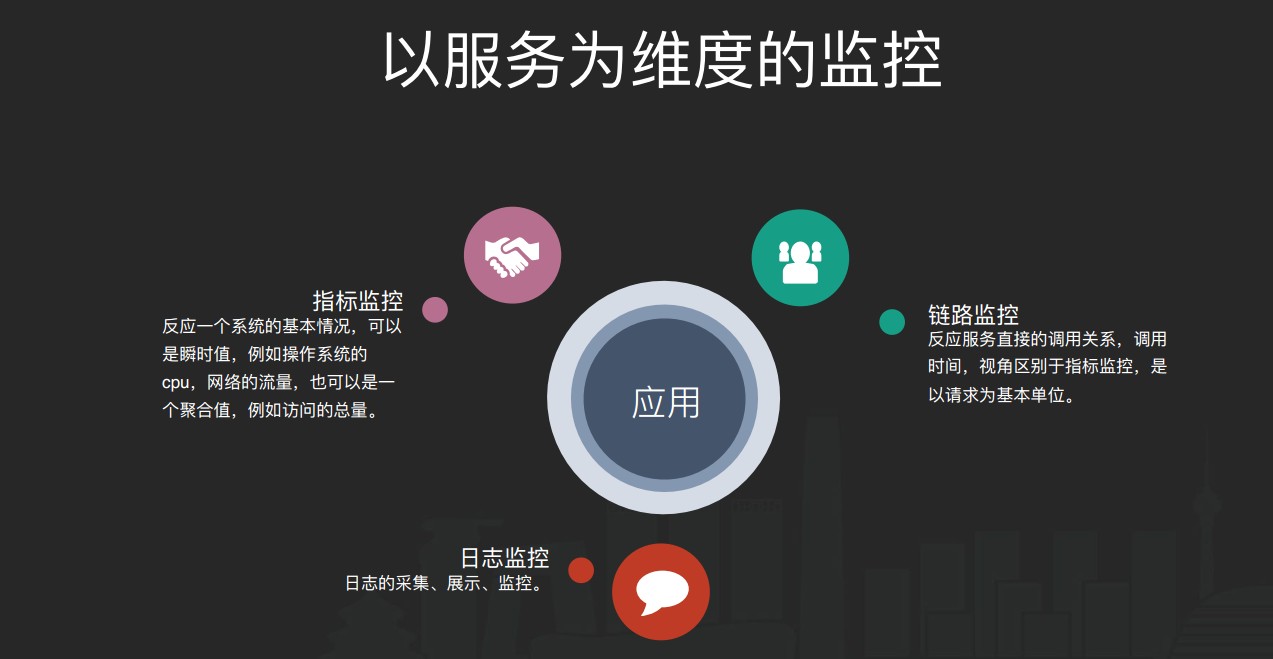 以服务为维度的监控
指标监控
反应一个系统的基本情况，可以
是瞬时值，例如操作系统的
cpu，网络的流量，也可以是一
个聚合值，例如访问的总量。
链路监控
反应服务直接的调用关系，调用
时间，视角区别于指标监控，是
以请求为基本单位。
应用
日志监控
日志的采集、展示、监控。